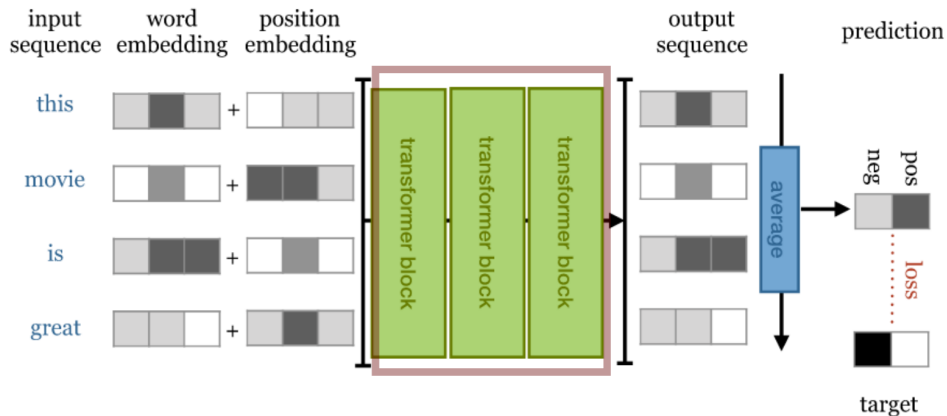 input
sequence
word
embedding
position
embedding
output
sequence
prediction
this
+
movie
+
is
+
great
+
transformer block
transformer block
transformer block
average
neg
pos
loss
target